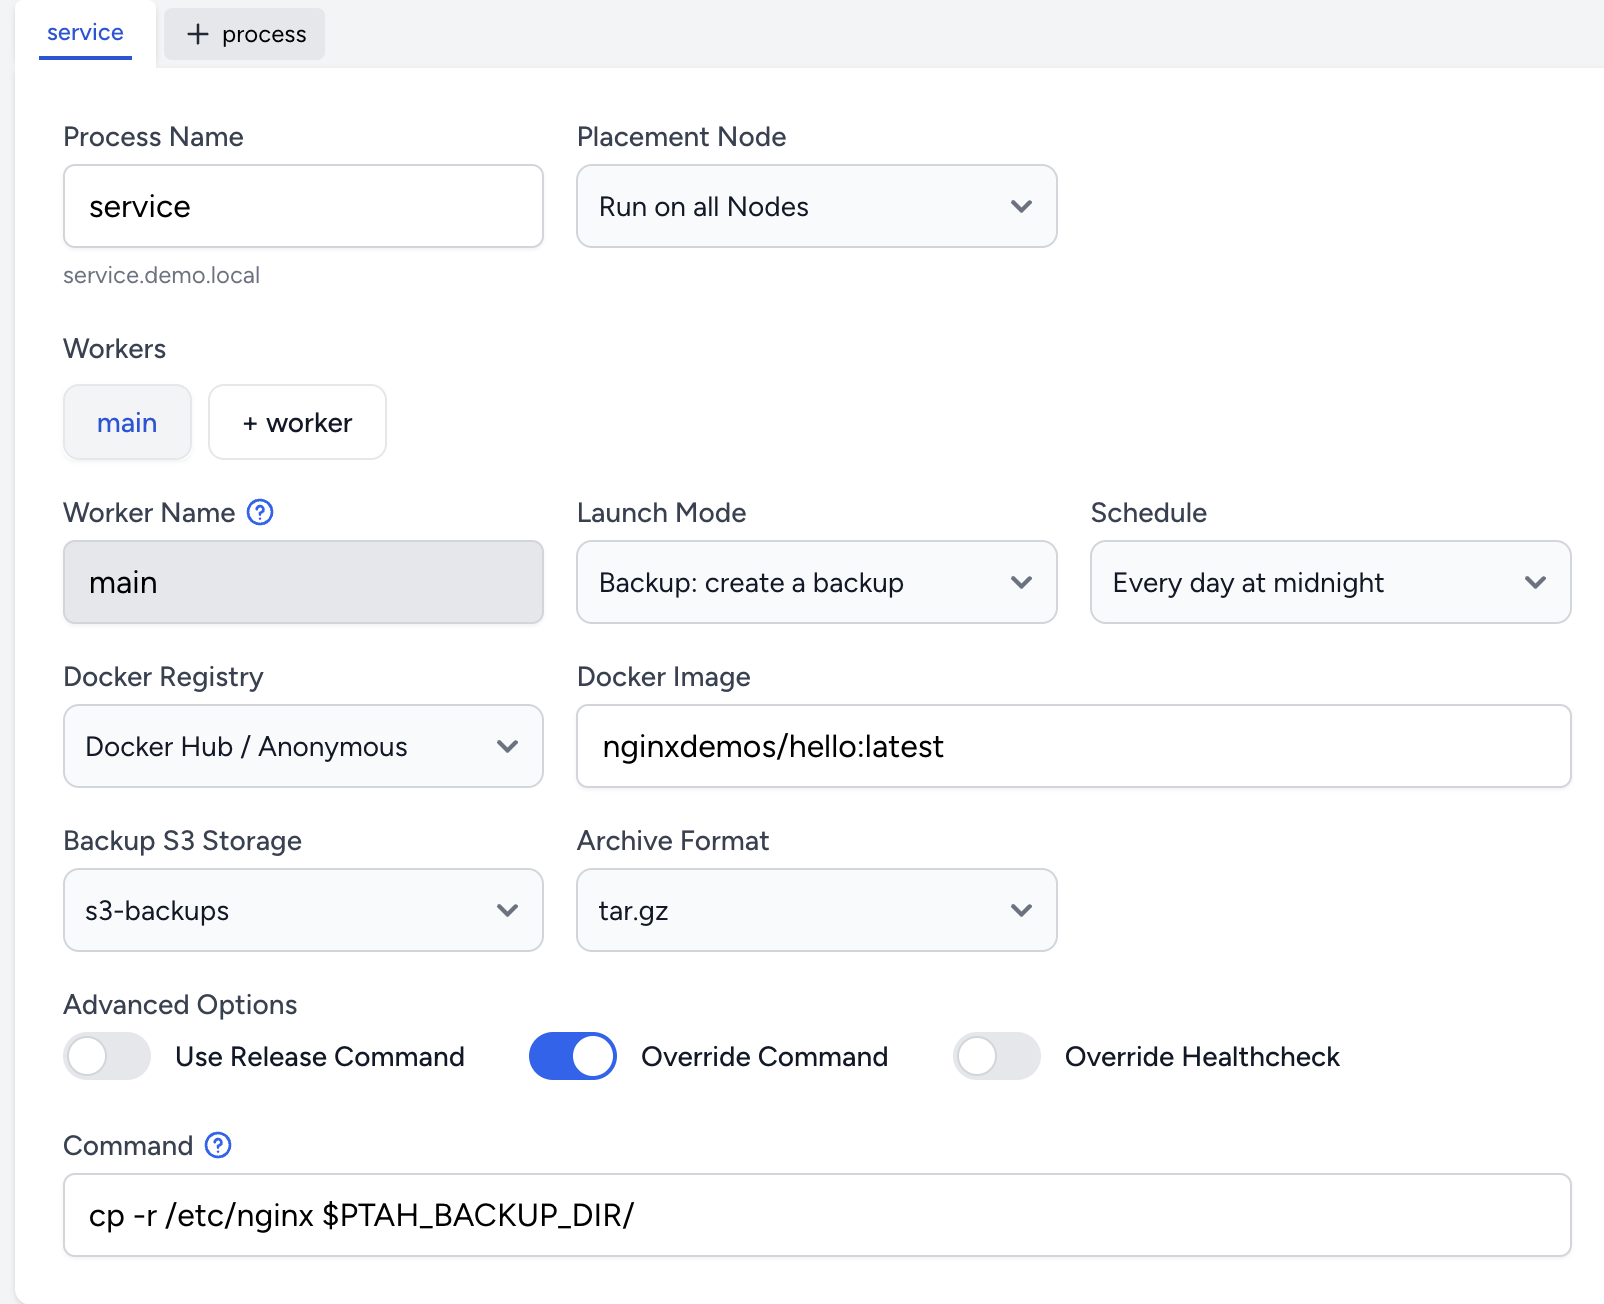 service
+ process
Process Name
Placement Node
service
Run on all Nodes
service.demo.local
Workers
main
+ worker
Worker Name ?
Launch Mode
Schedule
main
Backup: create a backup
Every day at midnight
Docker Registry
Docker Image
Docker Hub / Anonymous
nginxdemos/hello:latest
Backup S3 Storage
Archive Format
s3-backups
tar.gz
Advanced Options
Use Release Command
Override Command
Override Healthcheck
Command ?
cp -r /etc/nginx $PTAH_BACKUP_DIR/